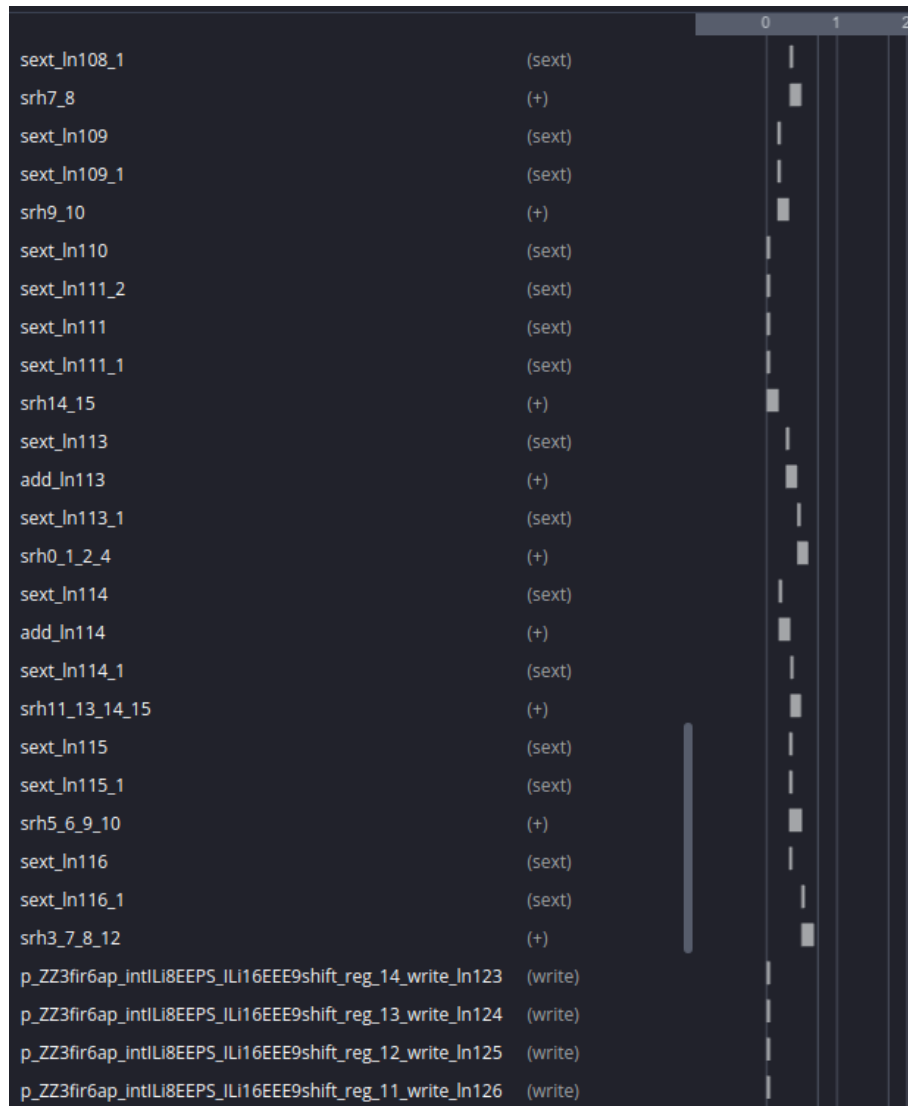 0 1 2
sext_ln108_1 (sext)
srh7_8 (+)
sext_ln109 (sext)
sext_ln109_1 (sext)
srh9_10 (+)
sext_ln110 (sext)
sext_ln111_2 (sext)
sext_ln111 (sext)
sext_ln111_1 (sext)
srh14_15 (+)
sext_ln113 (sext)
add_ln113 (+)
sext_ln113_1 (sext)
srh0_1_2_4 (+)
sext_ln114 (sext)
add_ln114 (+)
sext_ln114_1 (sext)
srh11_13_14_15 (+)
sext_ln115 (sext)
sext_ln115_1 (sext)
srh5_6_9_10 (+)
sext_ln116 (sext)
sext_ln116_1 (sext)
srh3_7_8_12 (+)
p_ZZ3fir6ap_intILi8EEPS_ILi16EEE9shift_reg_14_write_ln123 (write)
p_ZZ3fir6ap_intILi8EEPS_ILi16EEE9shift_reg_13_write_ln124 (write)
p_ZZ3fir6ap_intILi8EEPS_ILi16EEE9shift_reg_12_write_ln125 (write)
p_ZZ3fir6ap_intILi8EEPS_ILi16EEE9shift_reg_11_write_ln126 (write)